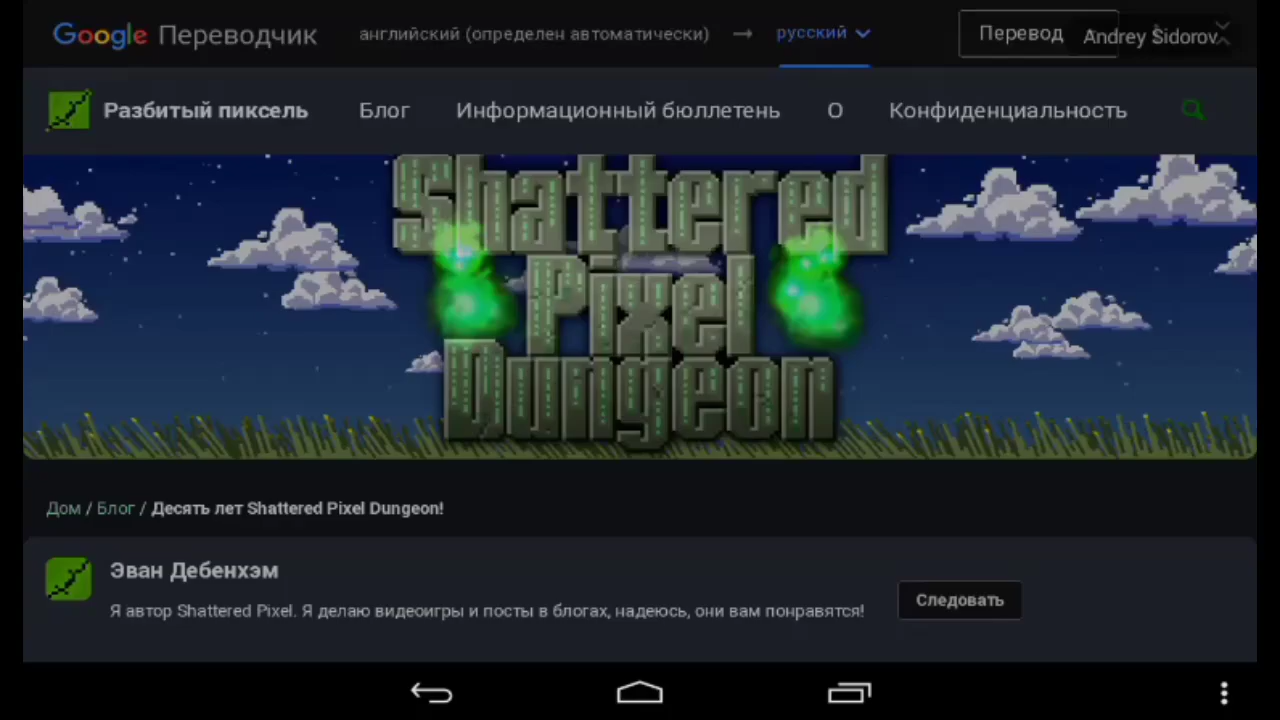 Google Переводчик английский (определен автоматически) → русский Перевод Andrey Sidorov
Разбитый пиксель Блог Информационный бюллетень О Конфиденциальность
Shattered
Pixel
Dungeon
Дом / Блог / Десять лет Shattered Pixel Dungeon!
Эван Дебенхэм
Я автор Shattered Pixel. Я делаю видеоигры и посты в блогах, надеюсь, они вам понравятся!
Следовать